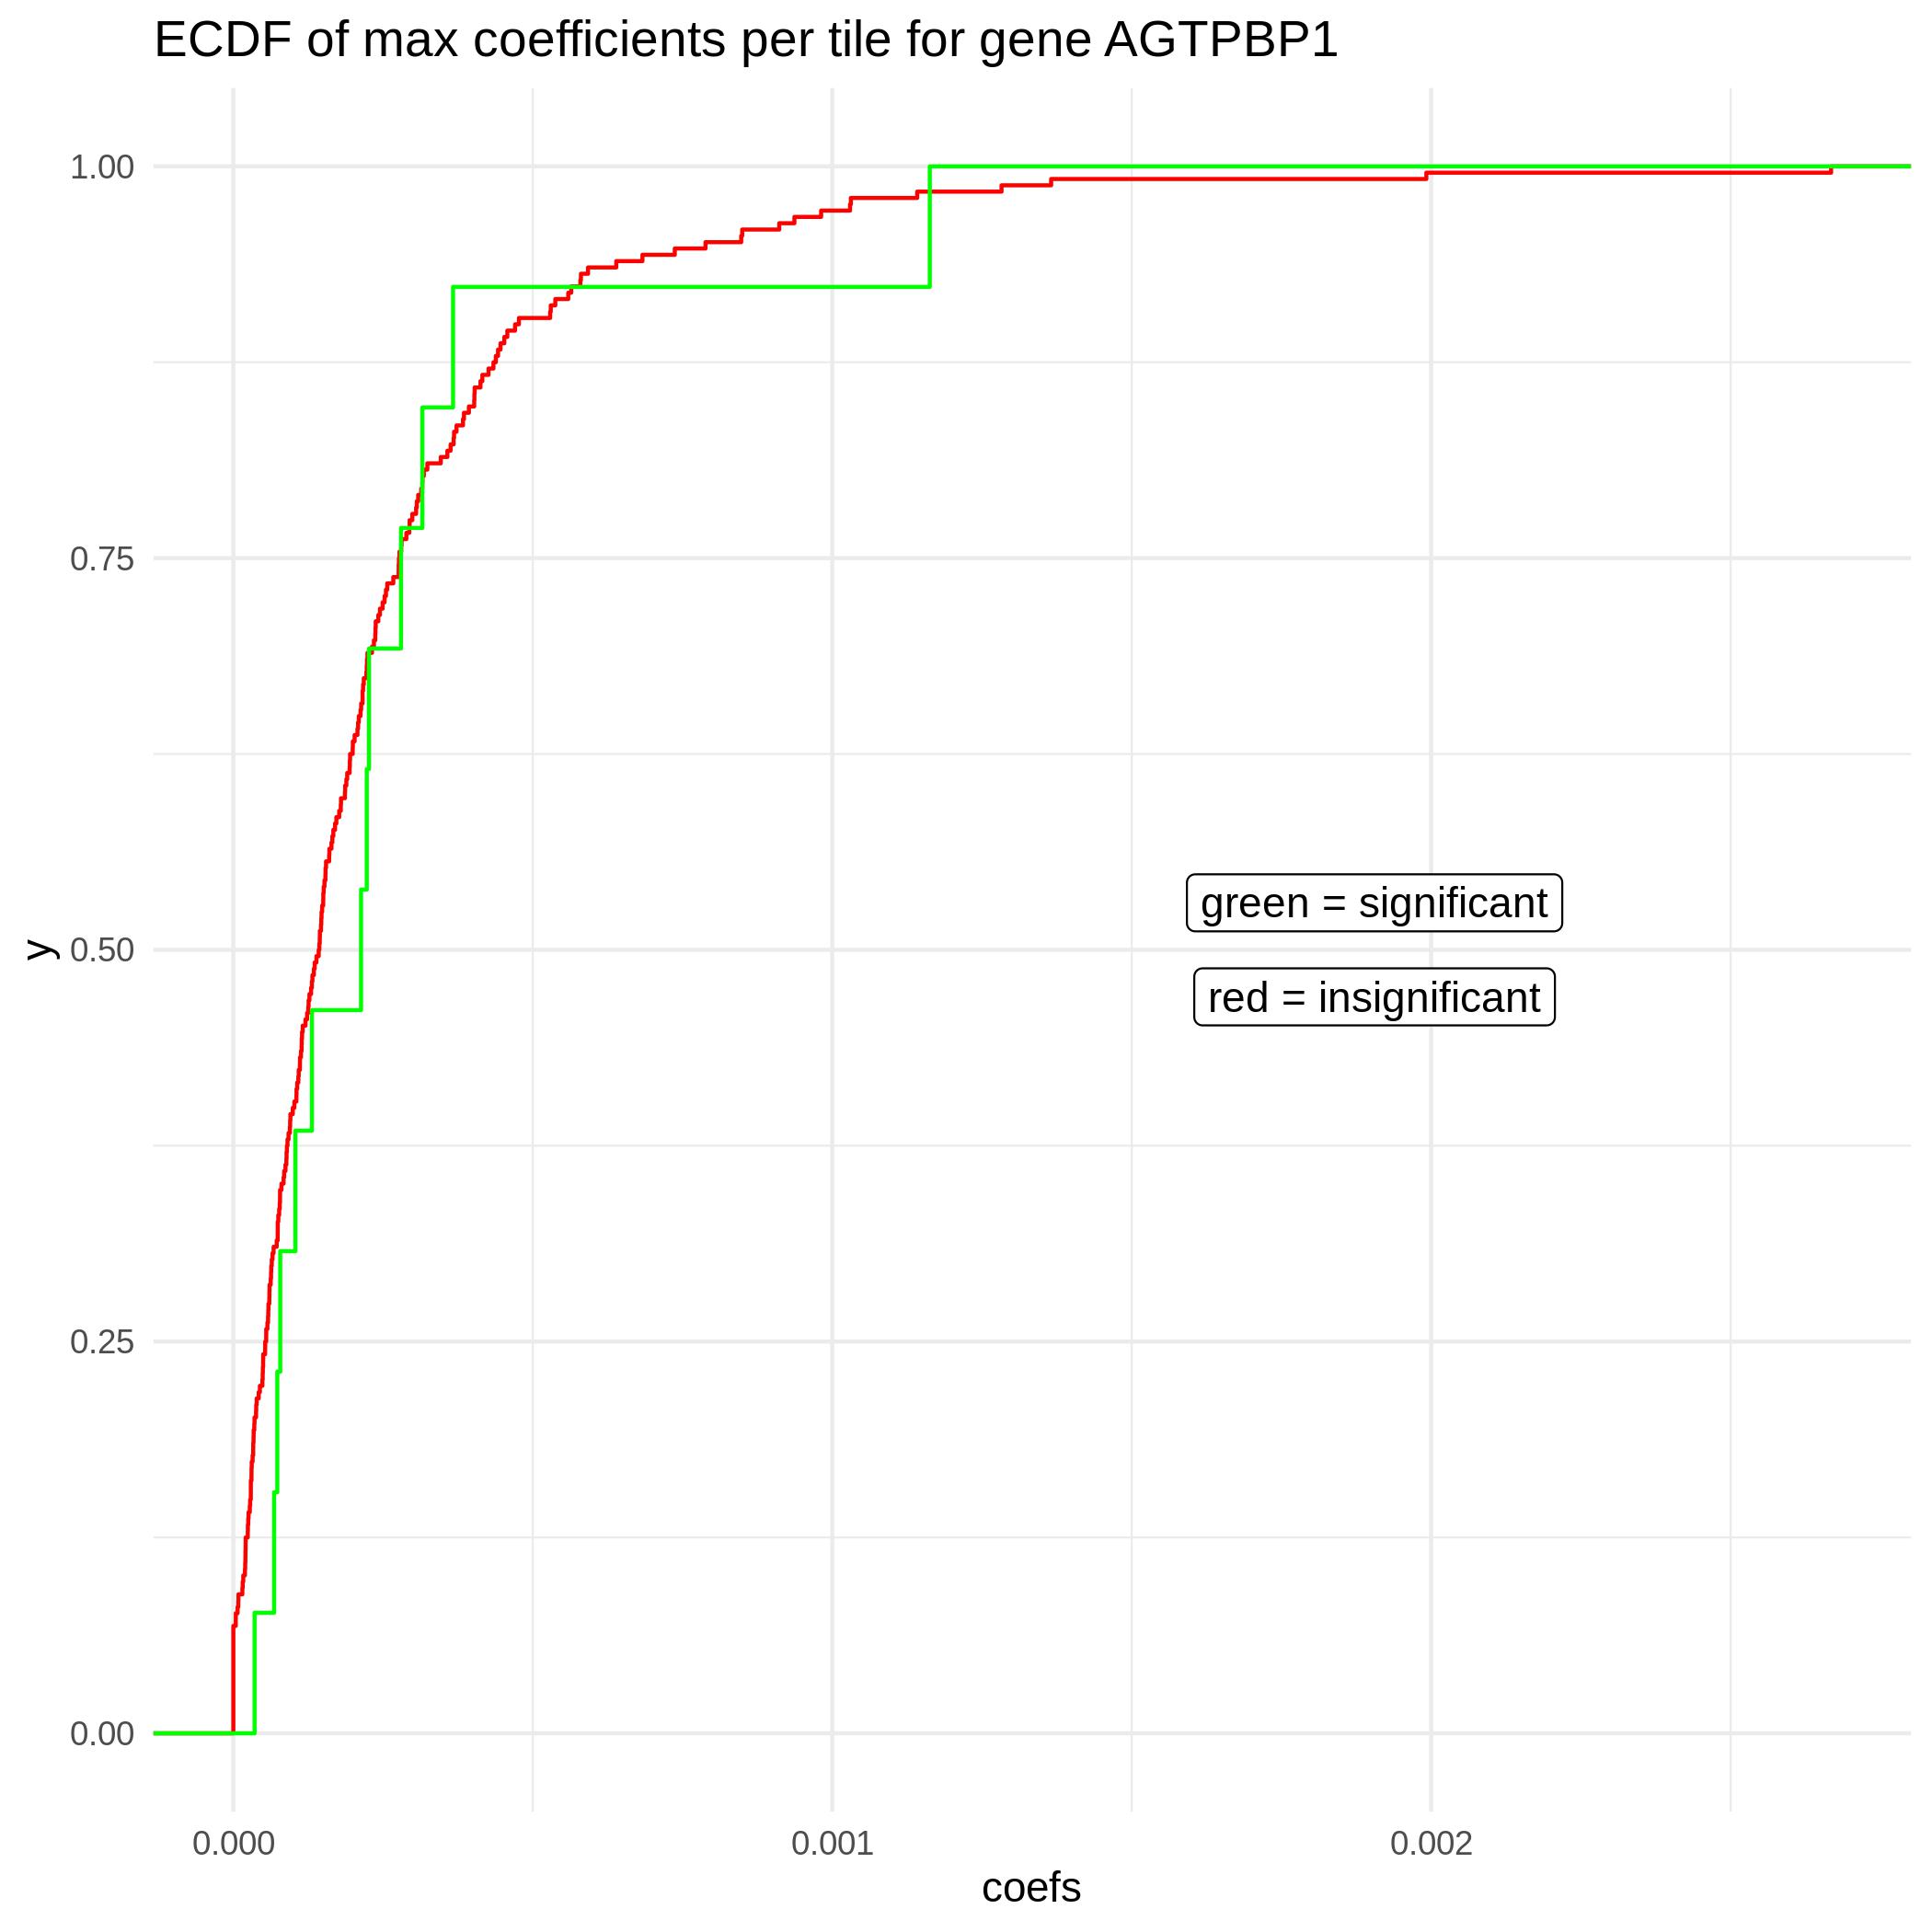 ECDF of max coefficients per tile for gene AGTPBP1
1.00
0.75
0.50
0.25
0.00
y
green = significant
red = insignificant
0.000
0.001
0.002
coefs